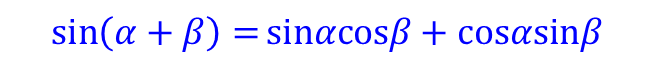 sin(α + β) = sinαcosβ + cosαsinβ